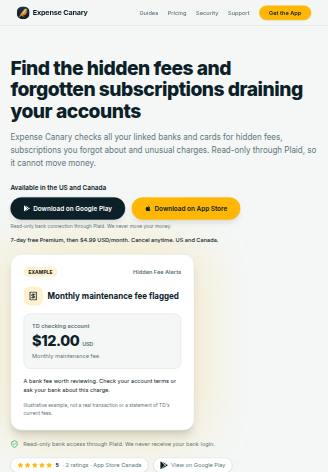 Expense Canary
Guides Pricing Security Support Get the App
Find the hidden fees and
forgotten subscriptions draining
your accounts
Expense Canary checks all your linked banks and cards for hidden fees,
subscriptions you forgot about and unusual charges. Read-only through Plaid, so
it cannot move money.
Available in the US and Canada
Download on Google Play Download on App Store
Read-only bank connection through Plaid. We never move your money.
7-day free Premium, then $4.99 USD/month. Cancel anytime. US and Canada.
EXAMPLE Hidden Fee Alerts
Monthly maintenance fee flagged
TD checking account
$12.00 USD
Monthly maintenance fee
A bank fee worth reviewing. Check your account terms or
ask your bank about this charge.
Illustrative example, not a real transaction or a statement of TD's
current fees.
Read-only bank access through Plaid. We never receive your bank login.
★★★★★ 5 · 2 ratings · App Store Canada View on Google Play